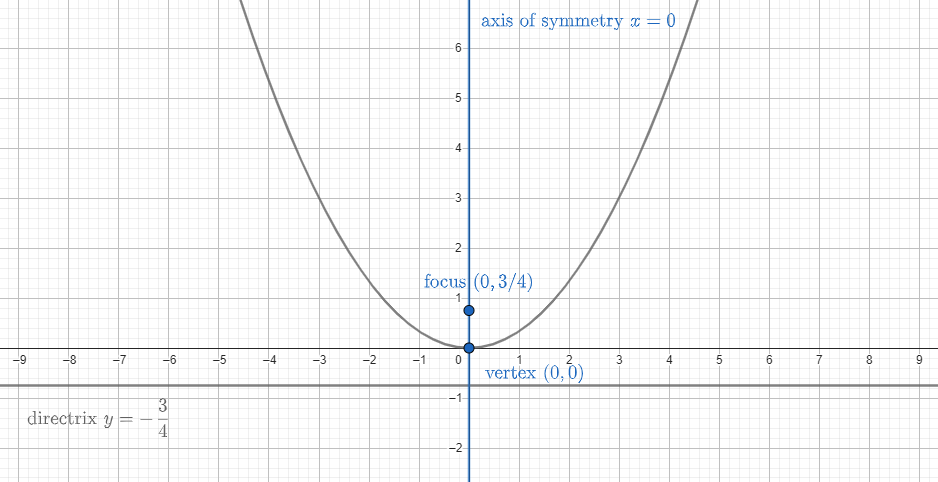 axis of symmetry x = 0
6
5
4
3
2
focus (0, 3/4)
1
−9 −8 −7 −6 −5 −4 −3 −2 −1 0 1 2 3 4 5 6 7 8 9
vertex (0, 0)
−1
directrix y = −3/4
−2